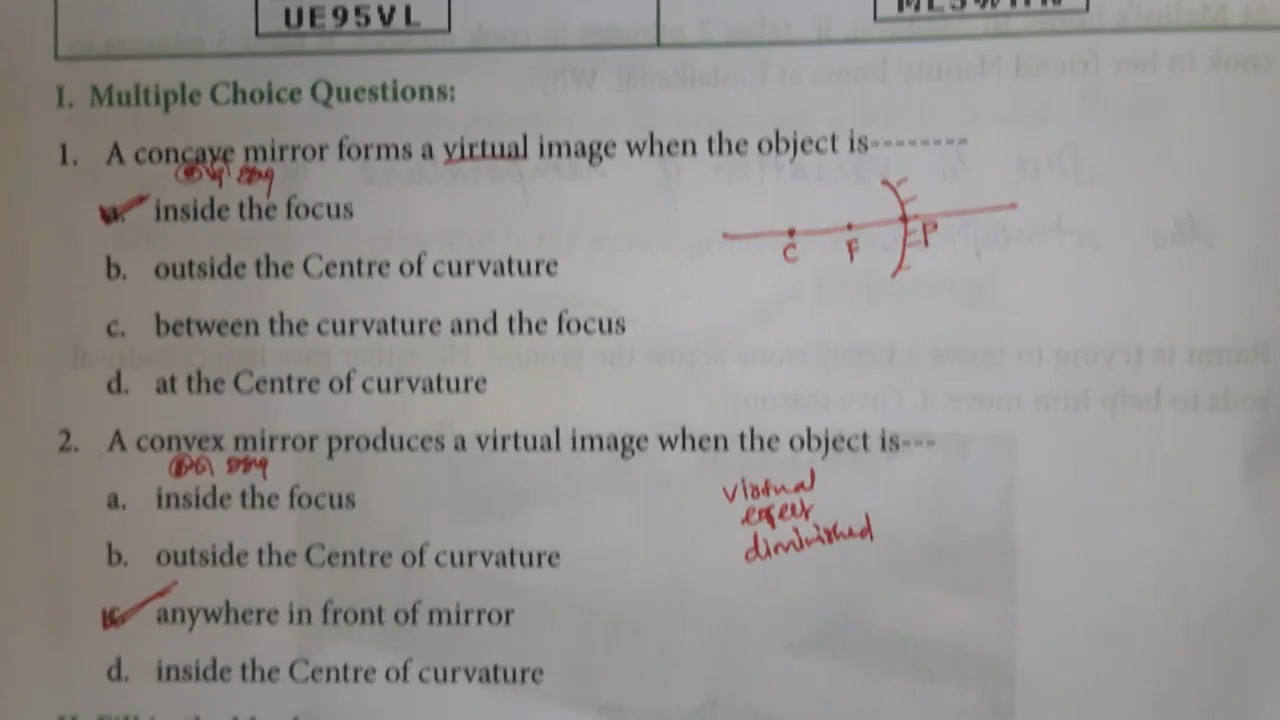 UE95VL
I. Multiple Choice Questions:
1. A concave mirror forms a virtual image when the object is--------
a. inside the focus
C F P
b. outside the Centre of curvature
c. between the curvature and the focus
d. at the Centre of curvature
2. A convex mirror produces a virtual image when the object is---
a. inside the focus
virtual
b. outside the Centre of curvature
diminished
c. anywhere in front of mirror
d. inside the Centre of curvature